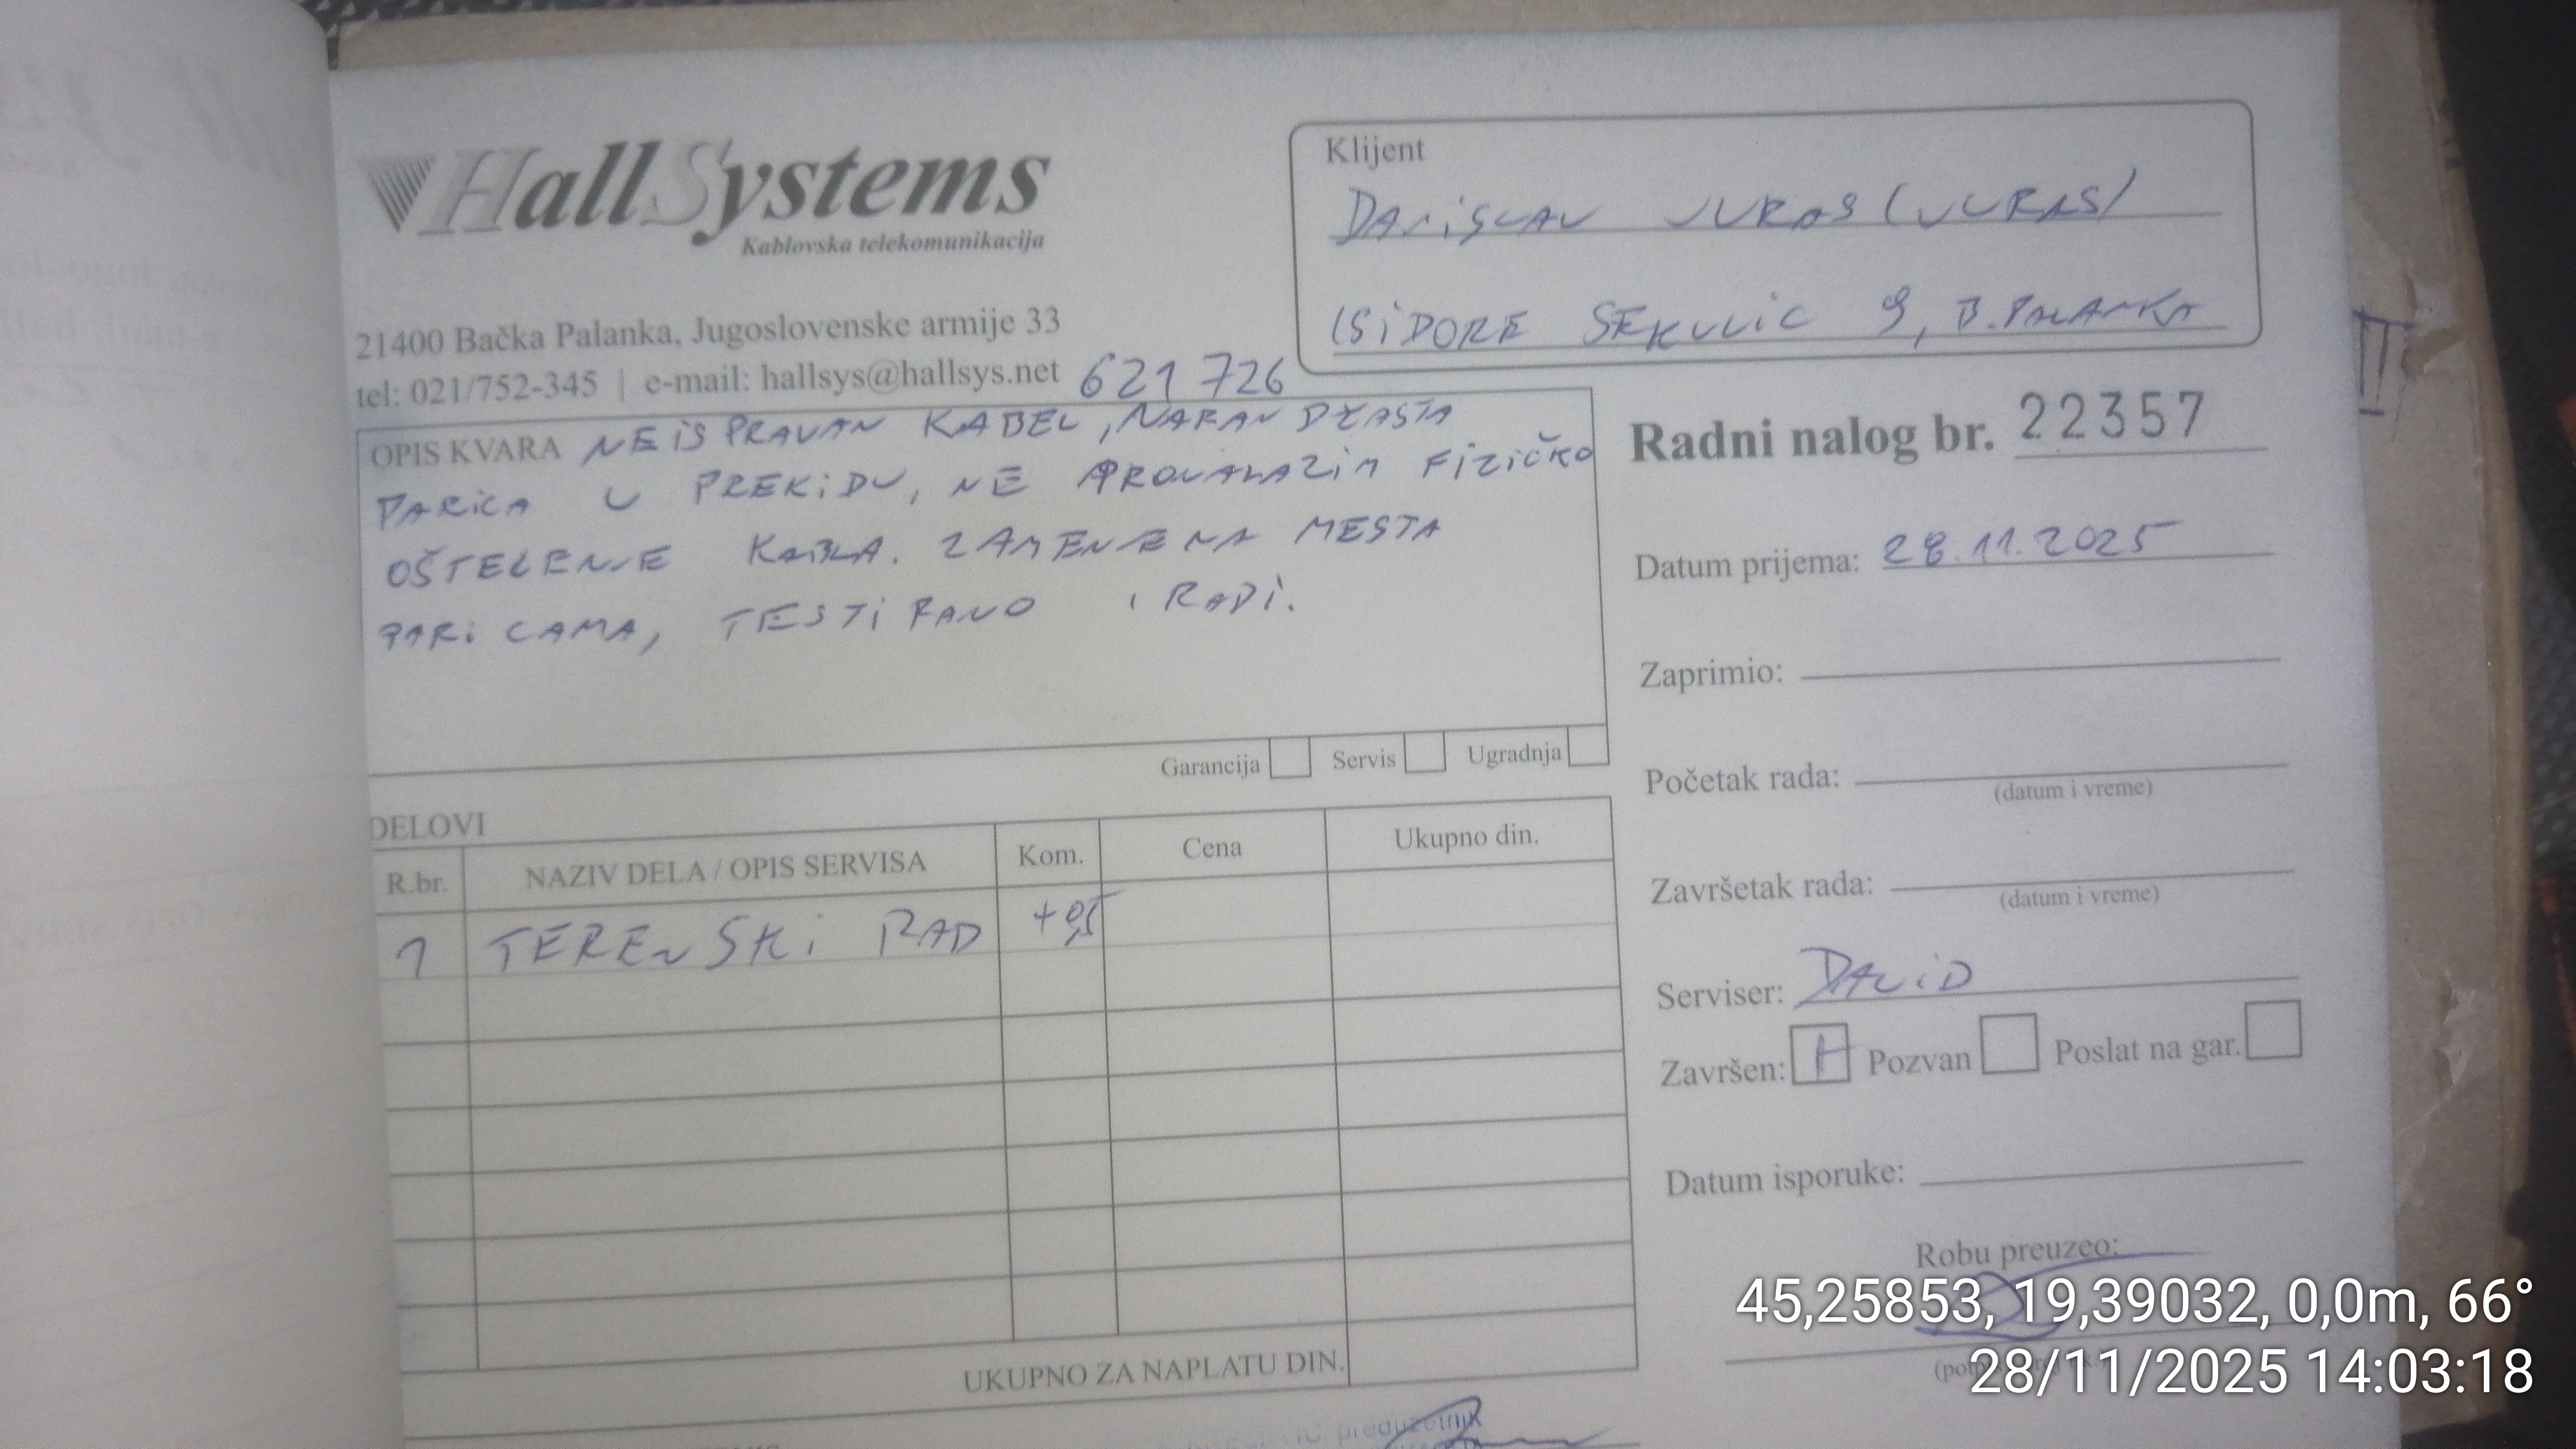 HallSystems
Kablovska telekomunikacija
21400 Bačka Palanka, Jugoslovenske armije 33
tel: 021/752-345 | e-mail: hallsys@hallsys.net
621 726
Klijent
DANISLAV JURAS (JURAS)
ISIDORE SEKULIC 9, B. PALANKA
OPIS KVARA NEISPRAVAN KABEL, NARANDŽASTA
PARICA U PREKIDU, NE PRONALAZIM FIZIČKO
OŠTEĆENJE KABLA. ZAMENJENA MESTA
PARICAMA, TESTIRANO I RADI.
Garancija Servis Ugradnja
Radni nalog br. 22357
Datum prijema: 28.11.2025
Zaprimio:
Početak rada:
(datum i vreme)
Završetak rada:
(datum i vreme)
Serviser: DAVID
Završen: Pozvan Poslat na gar.
Datum isporuke:
Robu preuzeo:
DELOVI
R.br. NAZIV DELA / OPIS SERVISA Kom. Cena Ukupno din.
1 TERENSKI RAD
UKUPNO ZA NAPLATU DIN.
preduzetnik
45,25853, 19,39032, 0,0m, 66°
28/11/2025 14:03:18